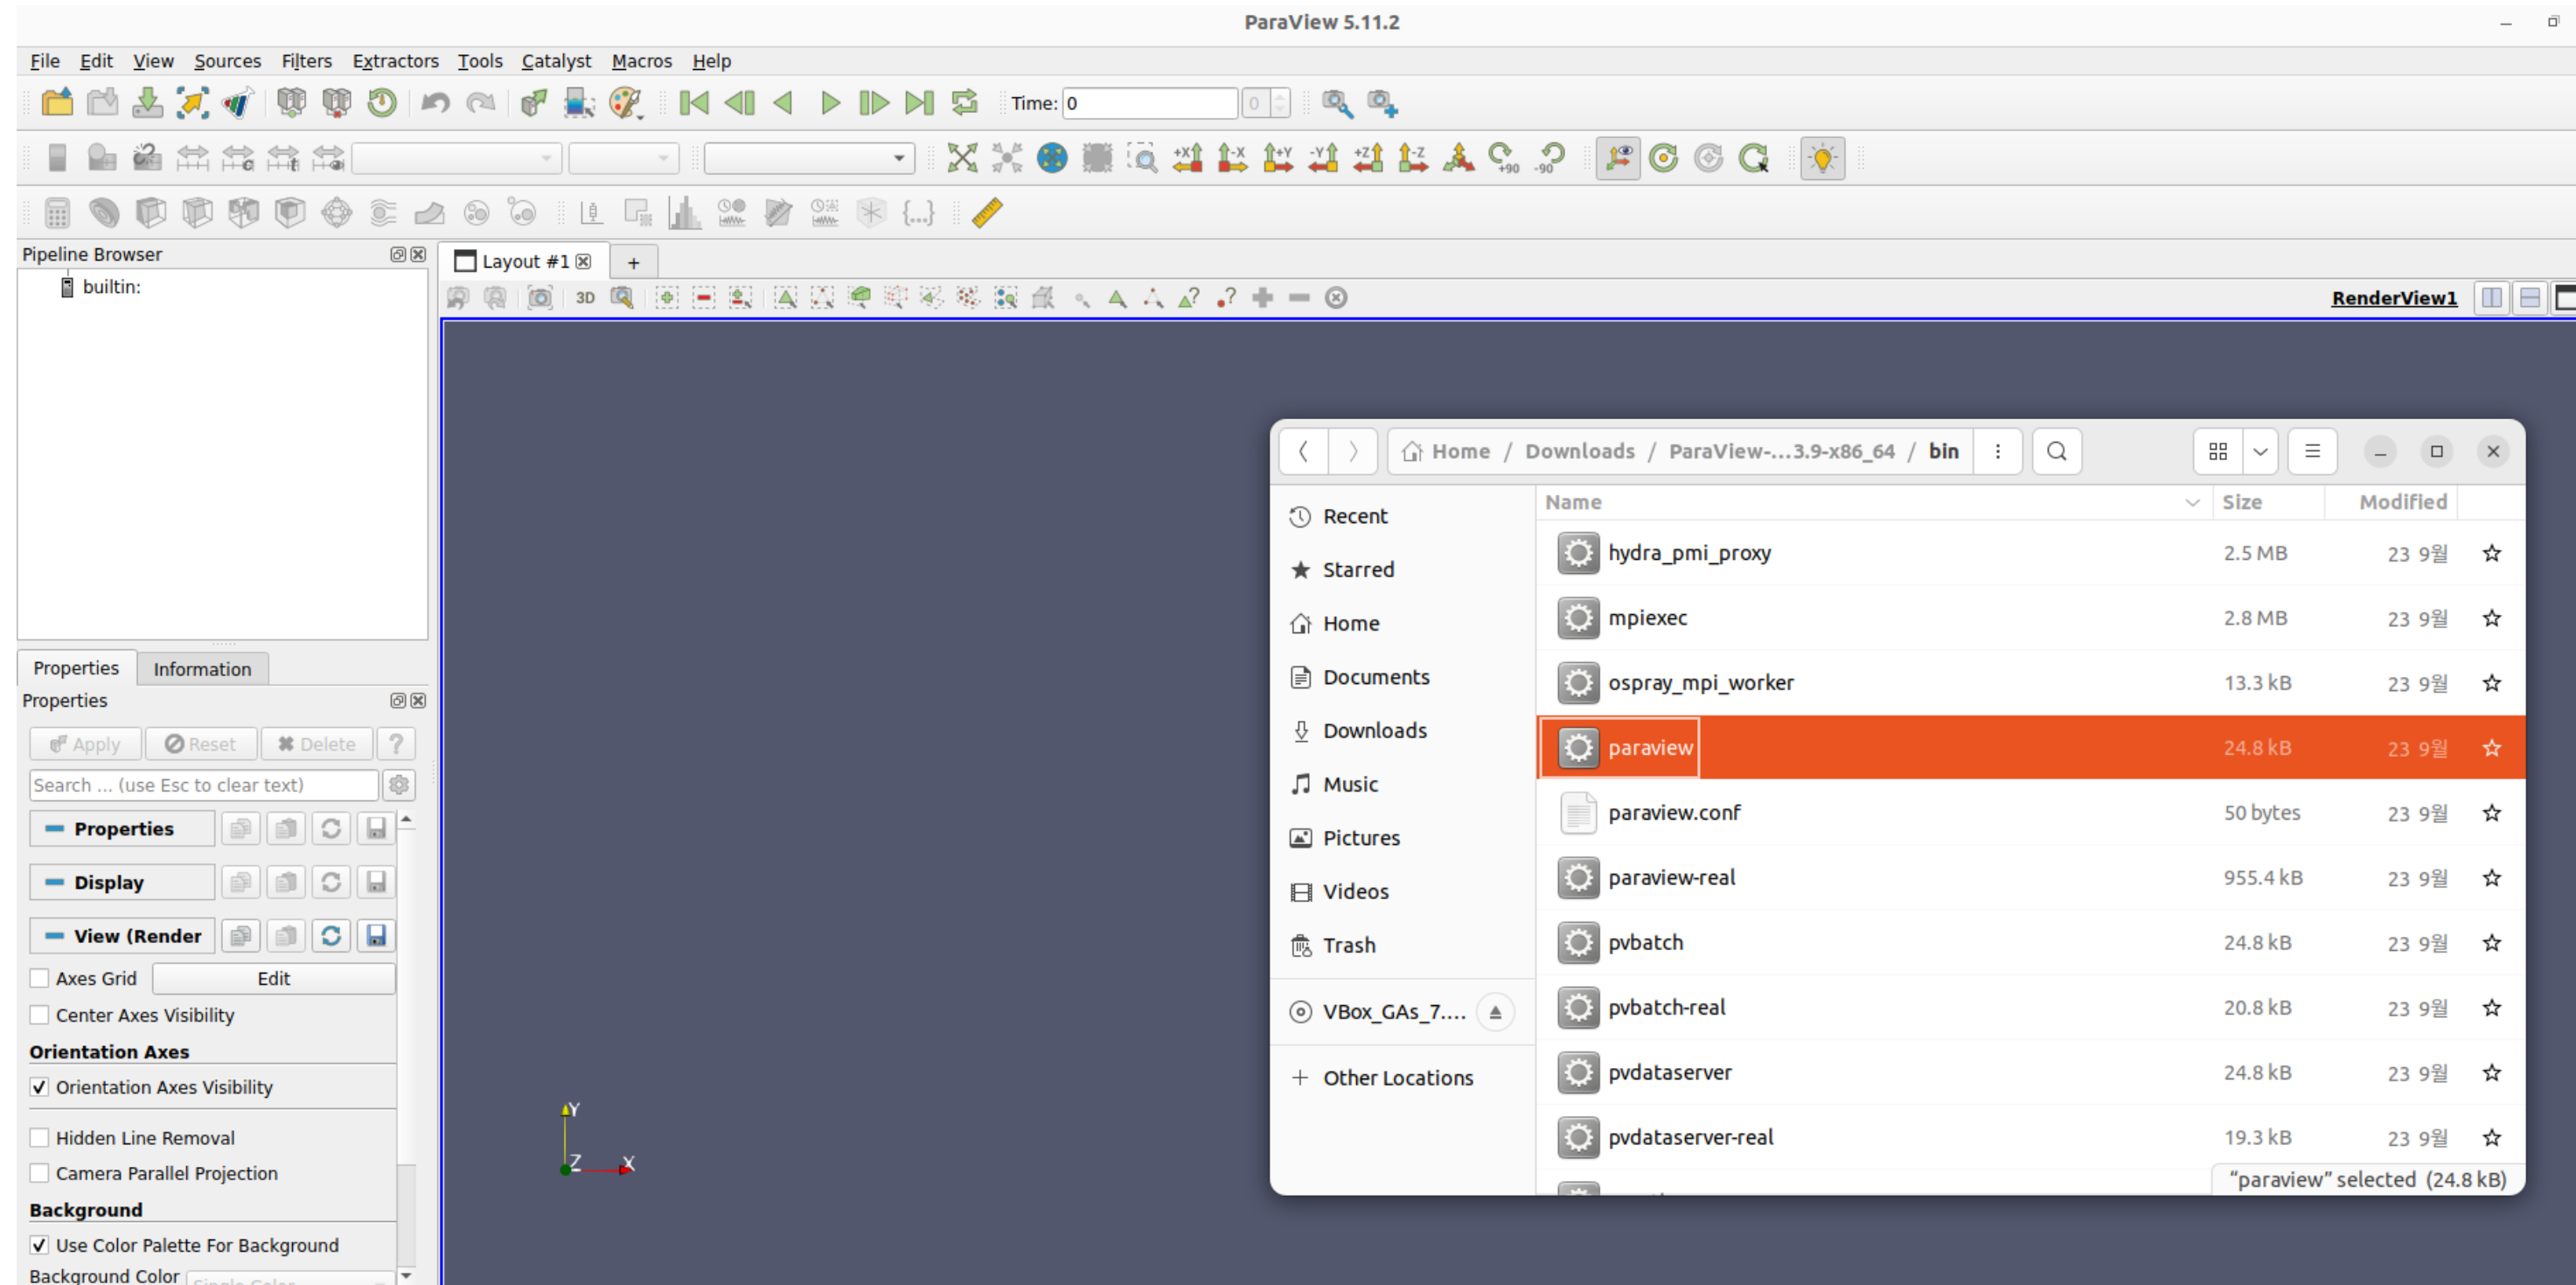 ParaView 5.11.2
File Edit View Sources Filters Extractors Tools Catalyst Macros Help
Time: 0 0
+X -X +Y -Y +Z -Z +90 -90
Pipeline Browser
builtin:
Layout #1 +
3D
RenderView1
Properties Information
Properties
Apply Reset Delete ?
Search ... (use Esc to clear text)
Properties
Display
View (Render
Axes Grid Edit
Center Axes Visibility
Orientation Axes
Orientation Axes Visibility
Hidden Line Removal
Camera Parallel Projection
Background
Use Color Palette For Background
Background Color
Y
Z X
Home / Downloads / ParaView-...3.9-x86_64 / bin
Recent
Starred
Home
Documents
Downloads
Music
Pictures
Videos
Trash
VBox_GAs_7....
Other Locations
Name Size Modified
hydra_pmi_proxy 2.5 MB 23 9월
mpiexec 2.8 MB 23 9월
ospray_mpi_worker 13.3 kB 23 9월
paraview 24.8 kB 23 9월
paraview.conf 50 bytes 23 9월
paraview-real 955.4 kB 23 9월
pvbatch 24.8 kB 23 9월
pvbatch-real 20.8 kB 23 9월
pvdataserver 24.8 kB 23 9월
pvdataserver-real 19.3 kB 23 9월
“paraview” selected (24.8 kB)